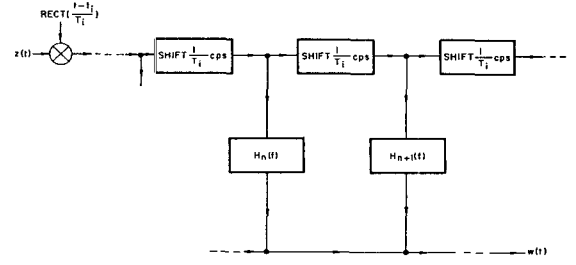 RECT(t-t_i/T_i)
z(t)
SHIFT 1/T_i cps
SHIFT 1/T_i cps
SHIFT 1/T_i cps
H_n(f)
H_n+1(f)
w(t)